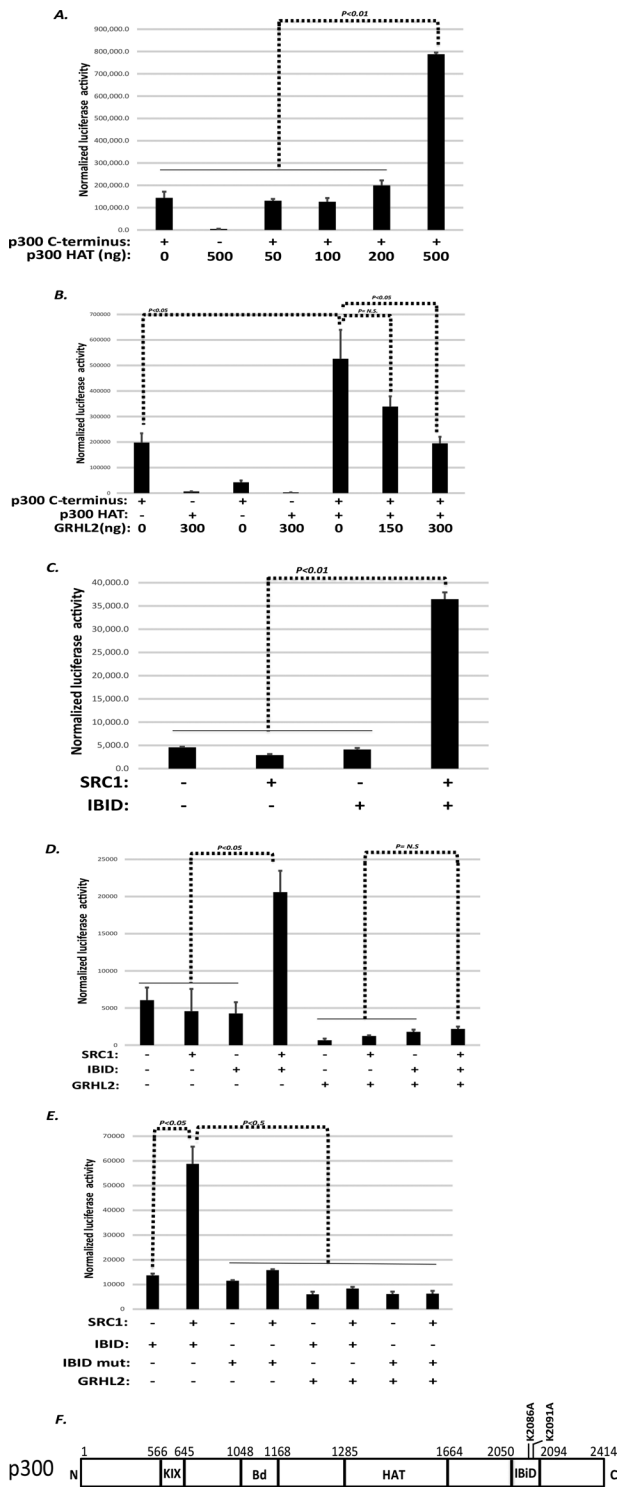 A.
P<0.01
Normalized luciferase activity
900,000.0
800,000.0
700,000.0
600,000.0
500,000.0
400,000.0
300,000.0
200,000.0
100,000.0
0.0
p300 C-terminus: + - + + + +
p300 HAT (ng) 0 500 50 100 200 500
B.
P<0.05
P<0.05
P= N.S.
Normalized luciferase activity
700000
600000
500000
400000
300000
200000
100000
0
p300 C-terminus: + - + - + + +
p300 HAT: - + - + + + +
GRHL2(ng) 0 300 0 300 0 150 300
C.
P<0.01
Normalized luciferase activity
40,000.0
35,000.0
30,000.0
25,000.0
20,000.0
15,000.0
10,000.0
5,000.0
0.0
SRC1: - + - +
IBID: - - + +
D.
P<0.05
P= N.S
Normalized luciferase activity
25000
20000
15000
10000
5000
0
SRC1: - + - + - + - +
IBID: - - + + - - + +
GRHL2: - - - - + + + +
E.
P<0.05
P<0.5
Normalized luciferase activity
70000
60000
50000
40000
30000
20000
10000
0
SRC1: - + - + - + - +
IBID: + + - - + + - -
IBID mut: - - + + - - + +
GRHL2: - - - - + + + +
F.
K2086A
K2091A
1 566 645 1048 1168 1285 1664 2050 2094 2414
p300 N KIX Bd HAT IBiD C